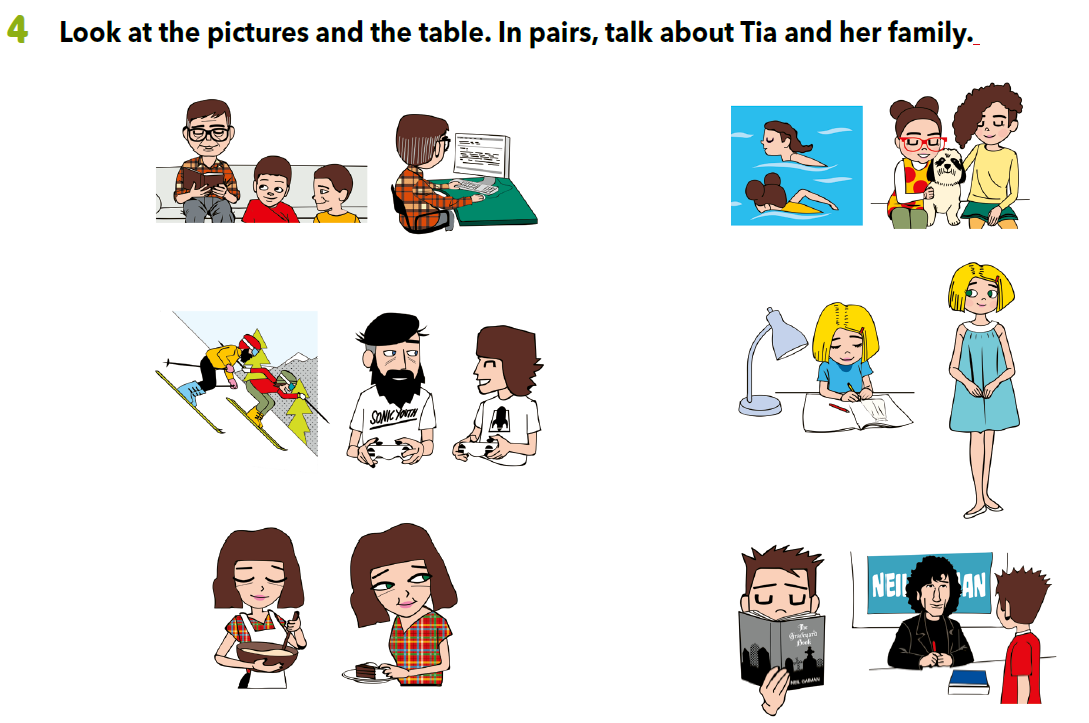 4 Look at the pictures and the table. In pairs, talk about Tia and her family.
SONIC YOUTH
The
Graveyard
Book
NEIL GAIMAN
NEI AN